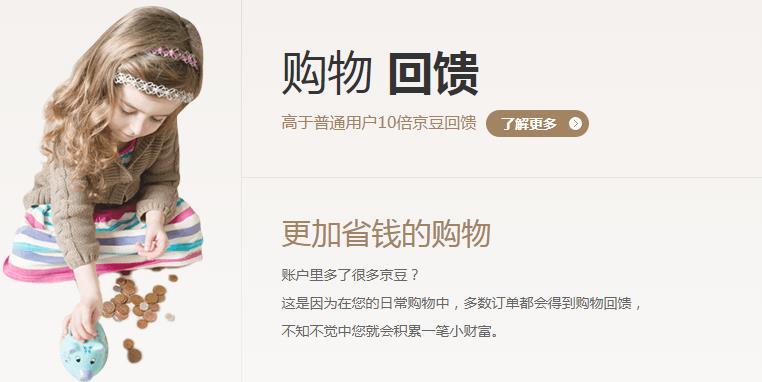 购物 回馈
高于普通用户10倍京豆回馈 了解更多
更加省钱的购物
账户里多了很多京豆？
这是因为在您的日常购物中，多数订单都会得到购物回馈，
不知不觉中您就会积累一笔小财富。